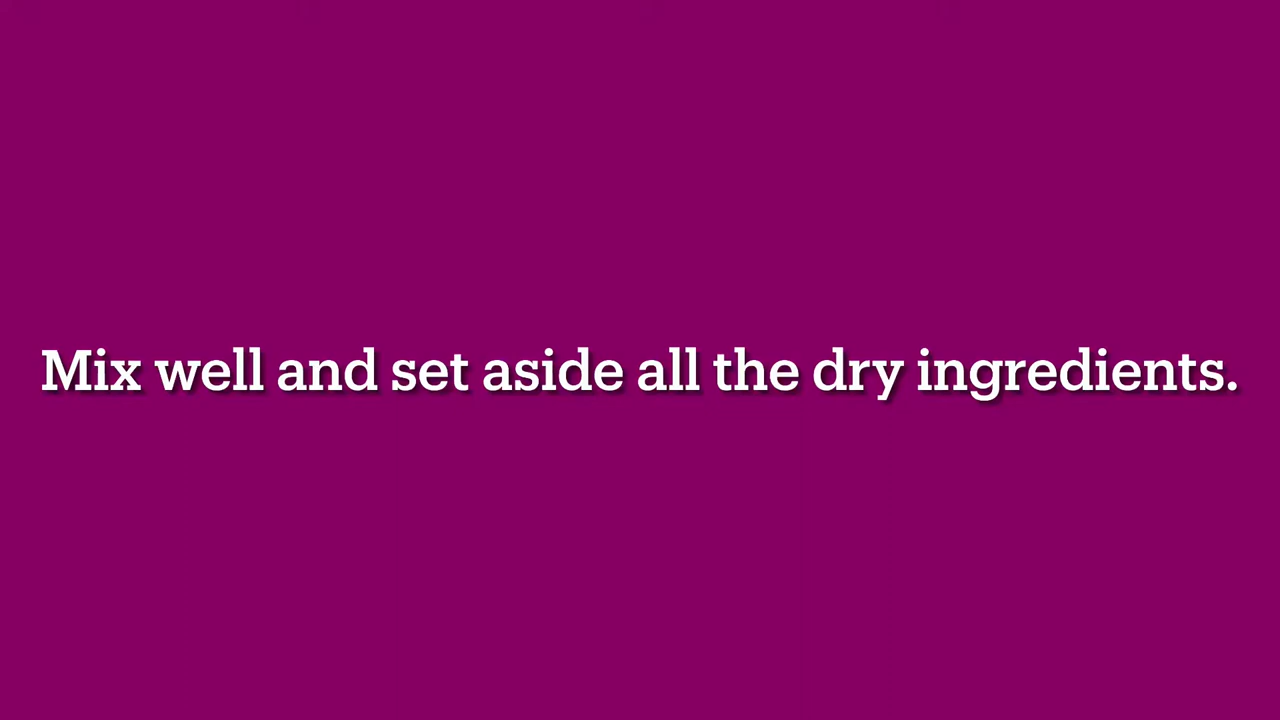 Mix well and set aside all the dry ingredients.